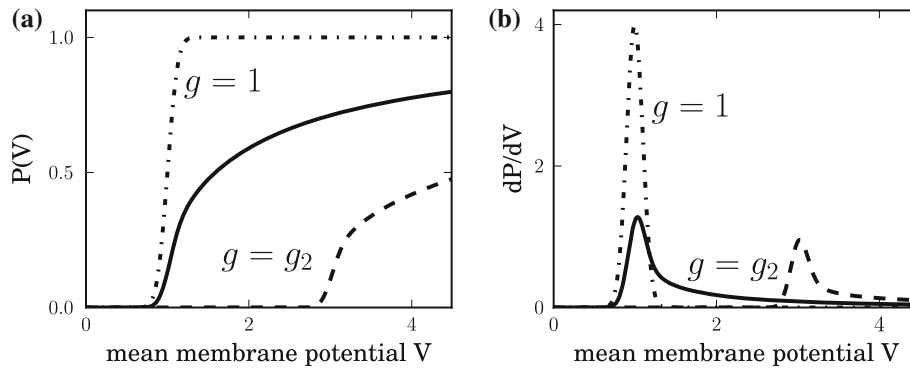 (a)
1.0
0.5
0.0
P(V)
g = 1
g = g₂
0
2
4
mean membrane potential V
(b)
4
2
0
dP/dV
g = 1
g = g₂
0
2
4
mean membrane potential V